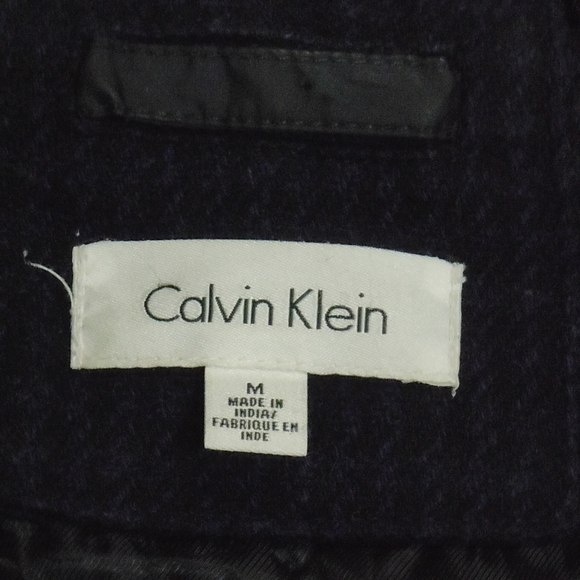 Calvin Klein
M
MADE IN
INDIA/
FABRIQUE EN
INDE